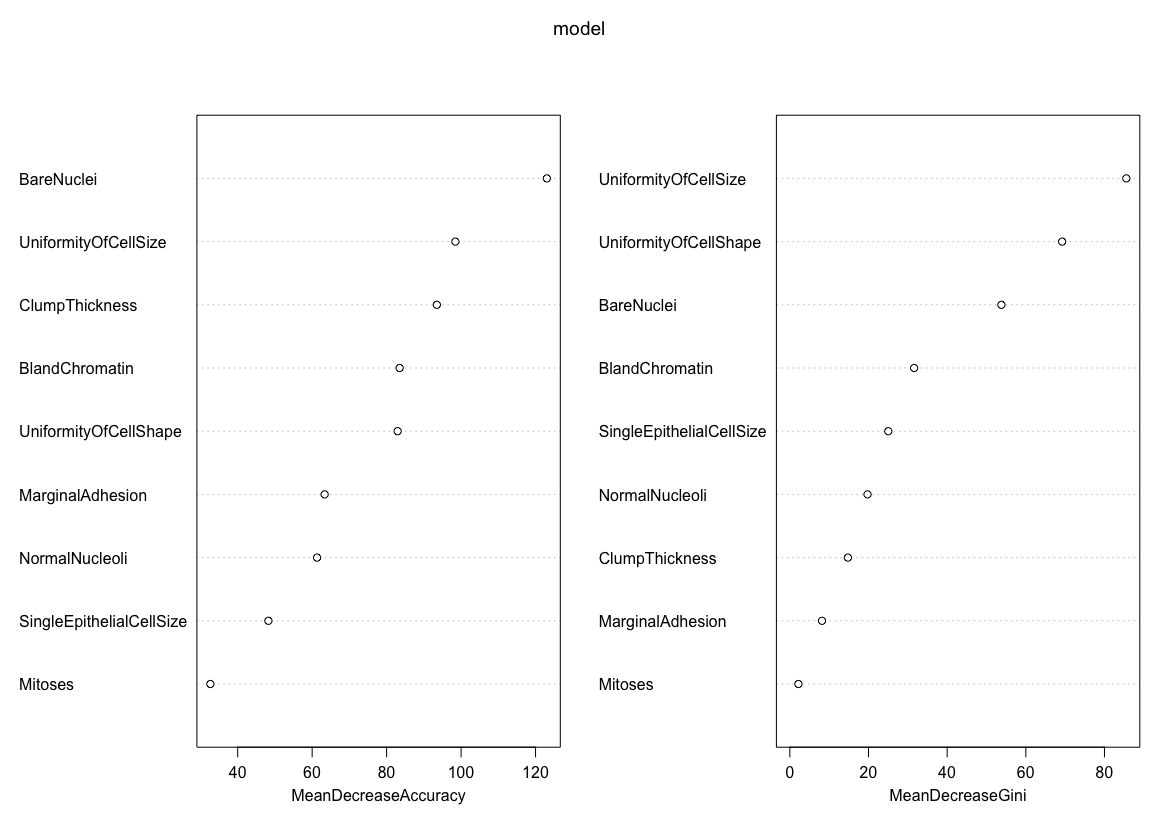 model
BareNuclei
UniformityOfCellSize
ClumpThickness
BlandChromatin
UniformityOfCellShape
MarginalAdhesion
NormalNucleoli
SingleEpithelialCellSize
Mitoses
40 60 80 100 120
MeanDecreaseAccuracy
UniformityOfCellSize
UniformityOfCellShape
BareNuclei
BlandChromatin
SingleEpithelialCellSize
NormalNucleoli
ClumpThickness
MarginalAdhesion
Mitoses
0 20 40 60 80
MeanDecreaseGini